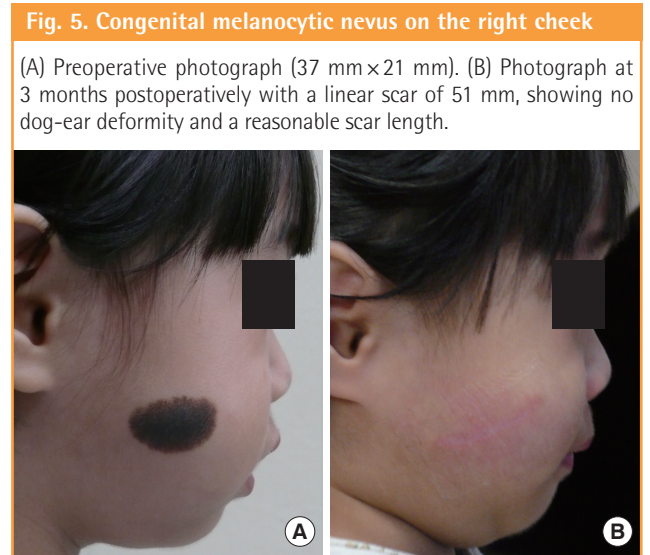 Fig. 5. Congenital melanocytic nevus on the right cheek
(A) Preoperative photograph (37 mm×21 mm). (B) Photograph at
3 months postoperatively with a linear scar of 51 mm, showing no
dog-ear deformity and a reasonable scar length.
A
B